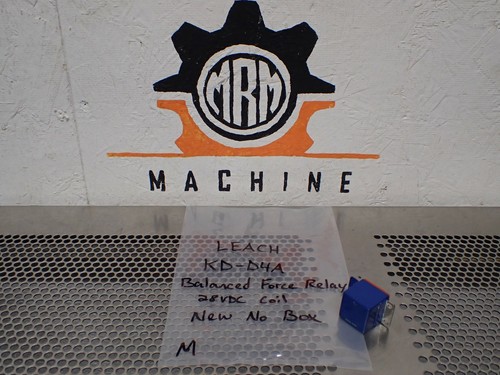 MRM
MACHINE
LEACH
KD-D4A
Balanced Force Relay
28VDC Coil
New No Box
M